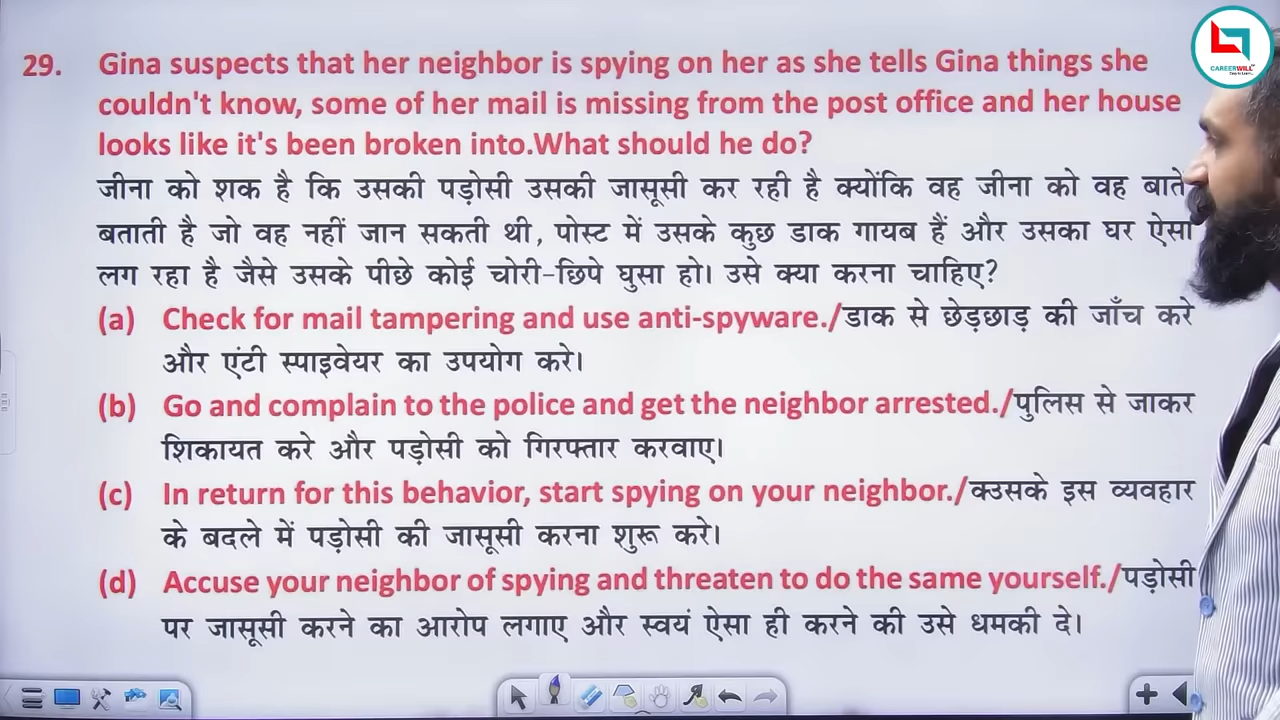 CAREERWILL
29. Gina suspects that her neighbor is spying on her as she tells Gina things she
couldn't know, some of her mail is missing from the post office and her house
looks like it's been broken into.What should he do?
जीना को शक है कि उसकी पड़ोसी उसकी जासूसी कर रही है क्योंकि वह जीना को वह बातें
बताती है जो वह नहीं जान सकती थी, पोस्ट में उसके कुछ डाक गायब हैं और उसका घर ऐसा
लग रहा है जैसे उसके पीछे कोई चोरी-छिपे घुसा हो। उसे क्या करना चाहिए?
(a) Check for mail tampering and use anti-spyware./डाक से छेड़छाड़ की जाँच करे
और एंटी स्पाइवेयर का उपयोग करे।
(b) Go and complain to the police and get the neighbor arrested./पुलिस से जाकर
शिकायत करे और पड़ोसी को गिरफ्तार करवाए।
(c) In return for this behavior, start spying on your neighbor./क्उसके इस व्यवहार
के बदले में पड़ोसी की जासूसी करना शुरू करे।
(d) Accuse your neighbor of spying and threaten to do the same yourself./पड़ोसी
पर जासूसी करने का आरोप लगाए और स्वयं ऐसा ही करने की उसे धमकी दे।